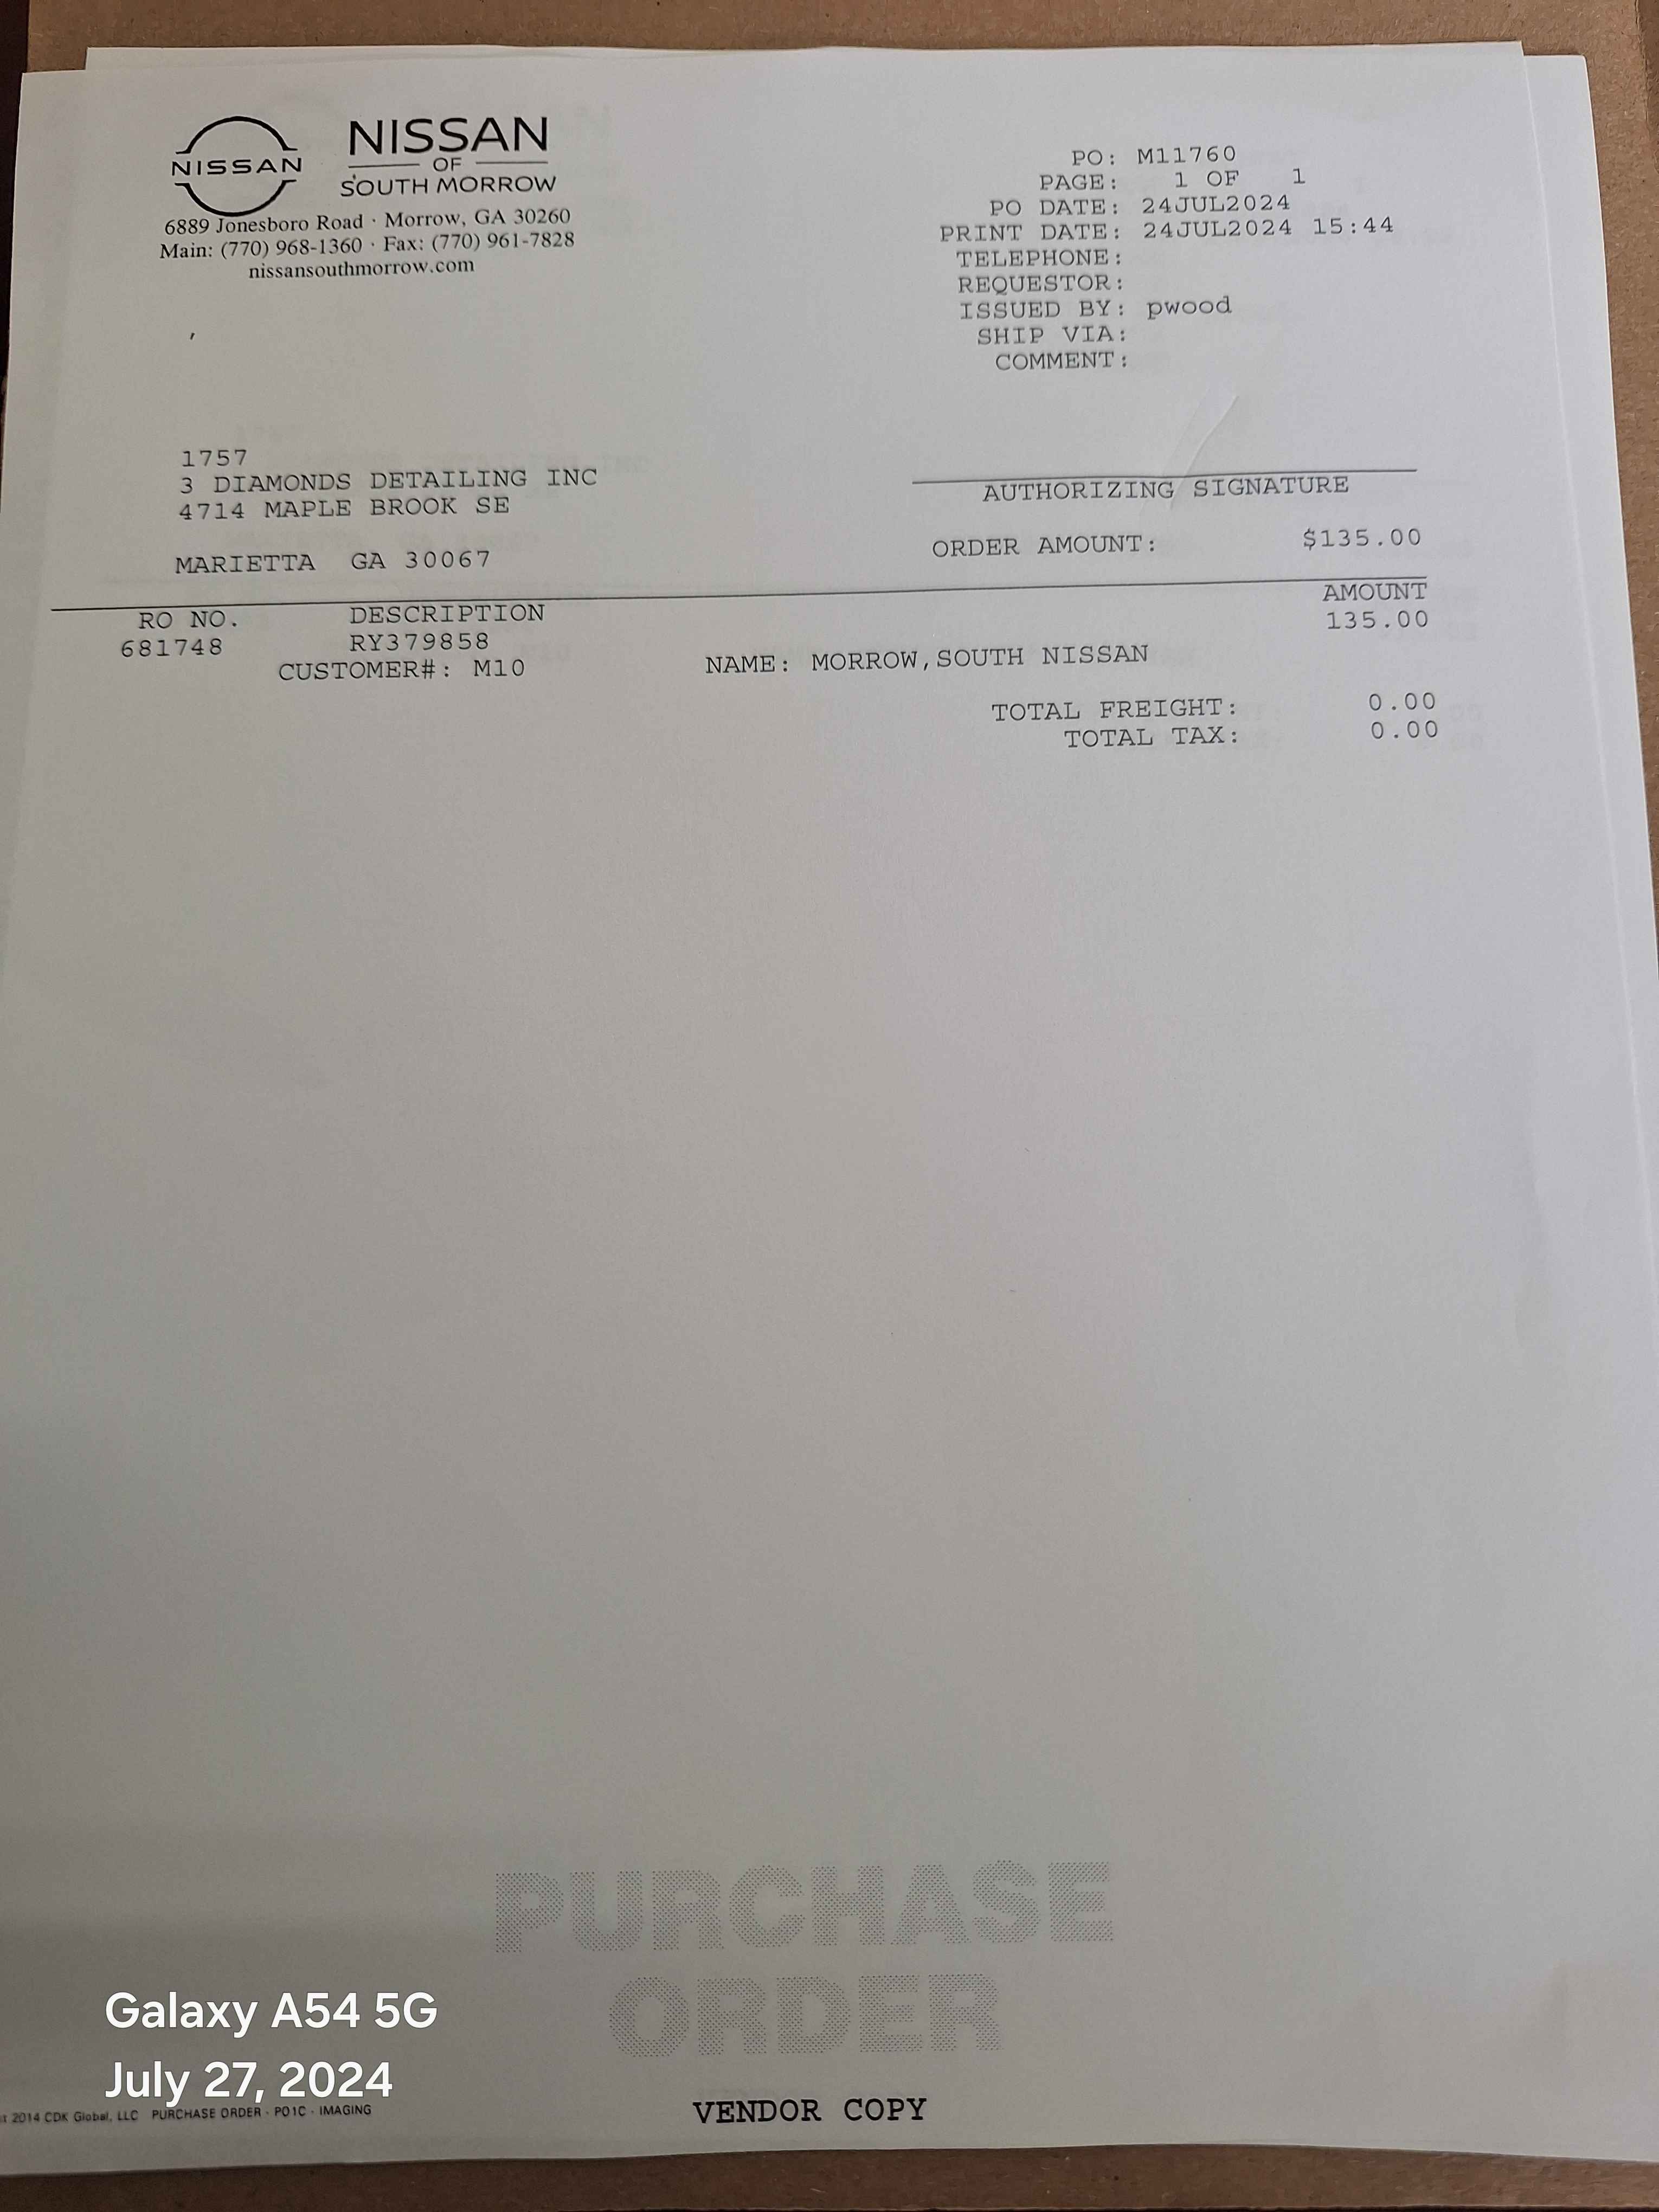 NISSAN
NISSAN
OF
SOUTH MORROW
6889 Jonesboro Road · Morrow, GA 30260
Main: (770) 968-1360 · Fax: (770) 961-7828
nissansouthmorrow.com
PO: M11760
PAGE: 1 OF 1
PO DATE: 24JUL2024
PRINT DATE: 24JUL2024 15:44
TELEPHONE:
REQUESTOR:
ISSUED BY: pwood
SHIP VIA:
COMMENT:
1757
3 DIAMONDS DETAILING INC
4714 MAPLE BROOK SE
MARIETTA GA 30067
AUTHORIZING SIGNATURE
ORDER AMOUNT: $135.00
RO NO. DESCRIPTION AMOUNT
681748 RY379858 135.00
CUSTOMER#: M10 NAME: MORROW,SOUTH NISSAN
TOTAL FREIGHT: 0.00
TOTAL TAX: 0.00
PURCHASE
ORDER
Galaxy A54 5G
July 27, 2024
2014 CDK Global, LLC PURCHASE ORDER - PO1C - IMAGING
VENDOR COPY